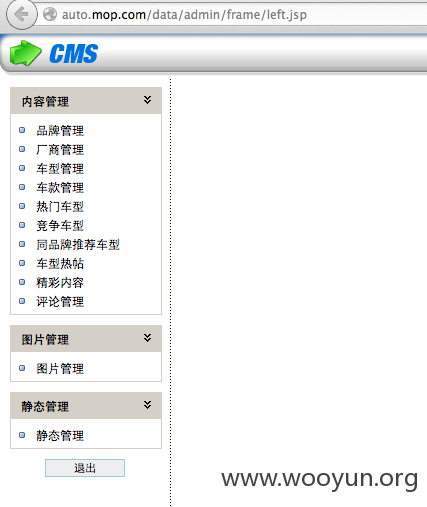 auto.mop.com/data/admin/frame/left.jsp
CMS
内容管理
品牌管理
厂商管理
车型管理
车款管理
热门车型
竞争车型
同品牌推荐车型
车型热帖
精彩内容
评论管理
图片管理
图片管理
静态管理
静态管理
退出
www.wooyun.org